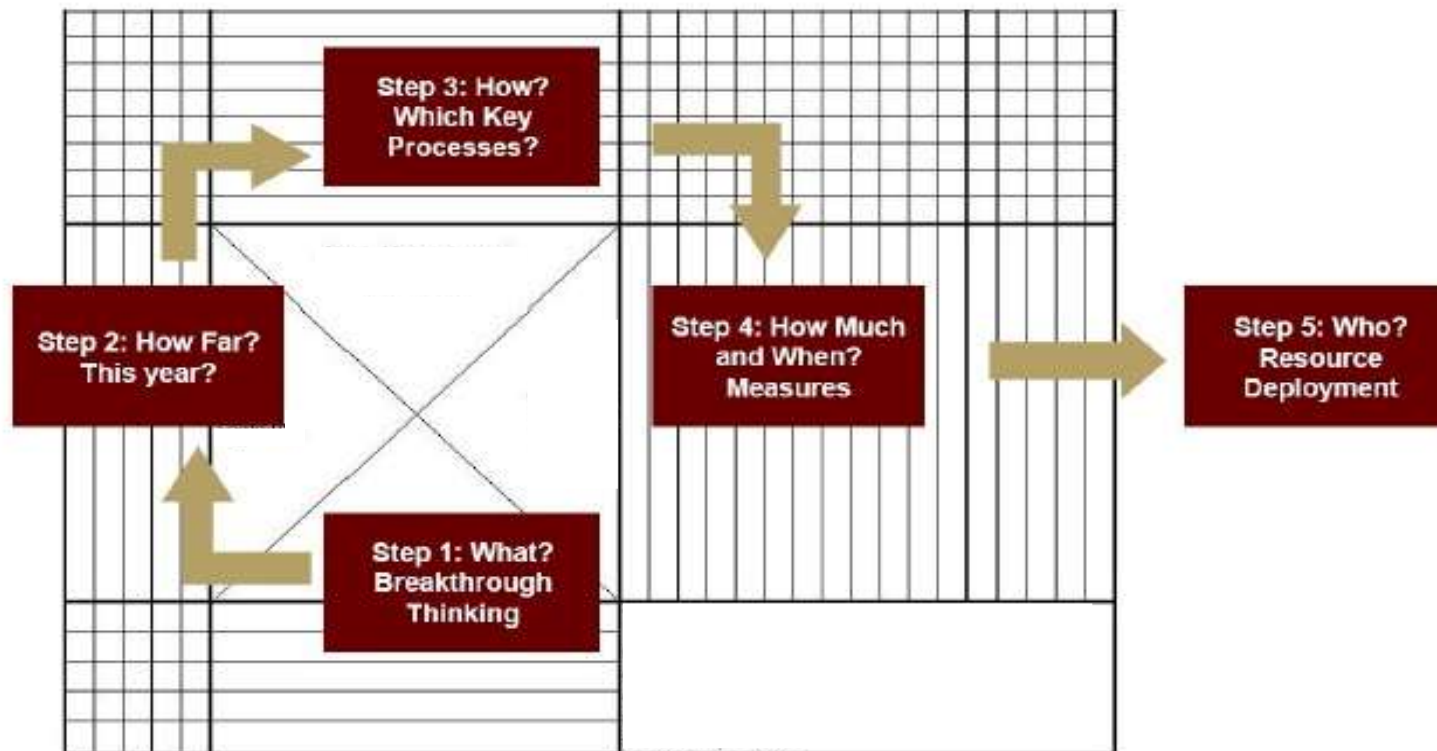 Step 3: How?
Which Key
Processes?
Step 2: How Far?
This year?
Step 4: How Much
and When?
Measures
Step 5: Who?
Resource
Deployment
Step 1: What?
Breakthrough
Thinking